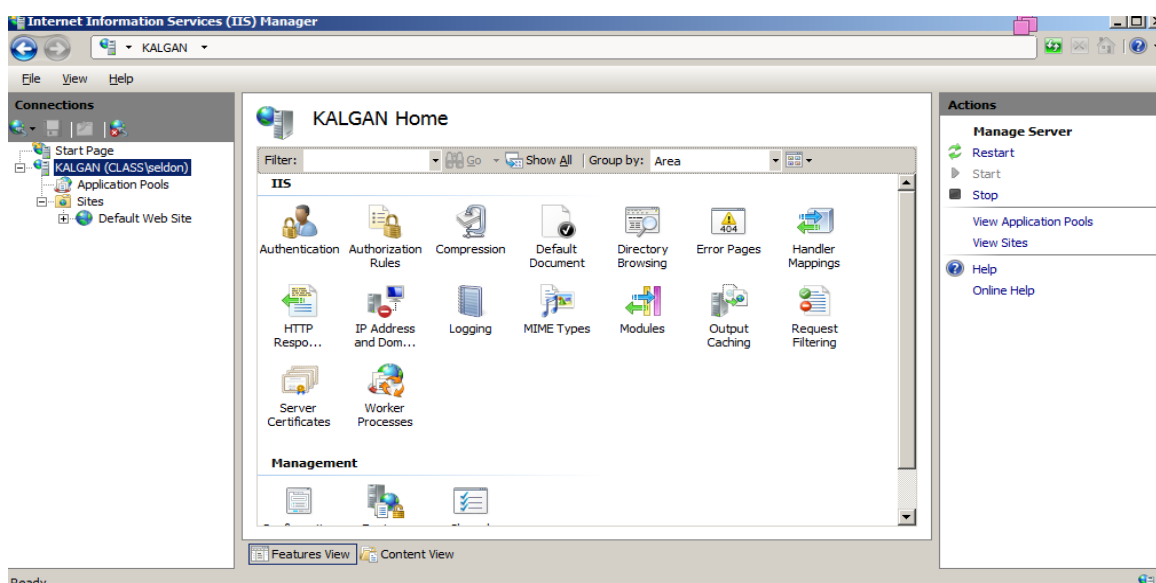 Internet Information Services (IIS) Manager
KALGAN
File View Help
Connections
Start Page
KALGAN (CLASS\seldon)
Application Pools
Sites
Default Web Site
KALGAN Home
Filter: Go Show All Group by: Area
IIS
Authentication Authorization Rules Compression Default Document Directory Browsing Error Pages Handler Mappings
404
HTTP Respo... IP Address and Dom... Logging MIME Types Modules Output Caching Request Filtering
Server Certificates Worker Processes
Management
Features View Content View
Actions
Manage Server
Restart
Start
Stop
View Application Pools
View Sites
Help
Online Help
Ready